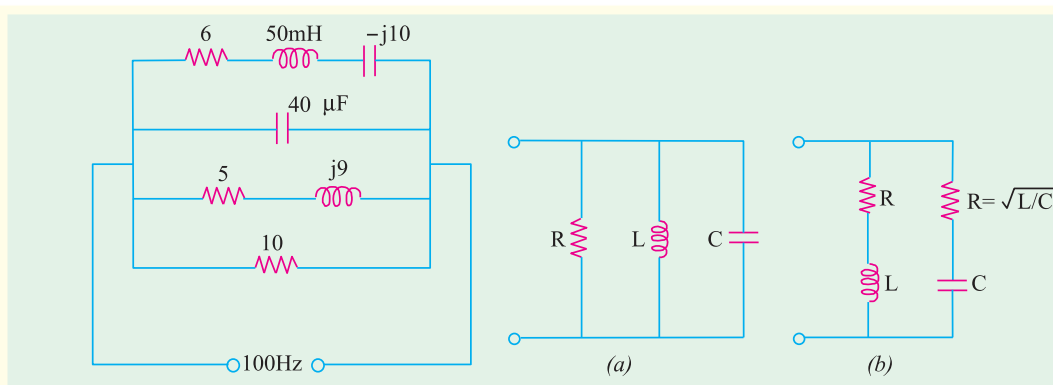 6 50mH -j10
40 µF
5 j9
10
100Hz
R L C
(a)
R R= √L/C
L C
(b)